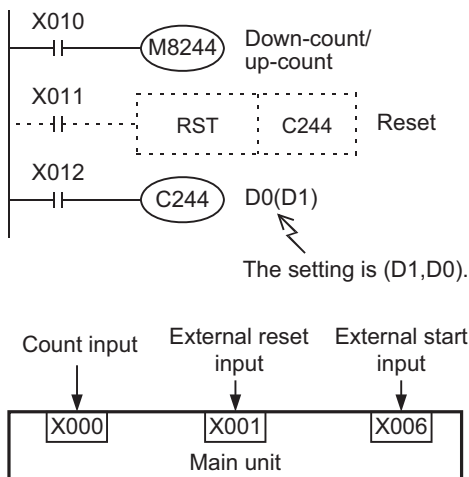 X010
M8244
Down-count/
up-count
X011
RST
C244
Reset
X012
C244
D0(D1)
The setting is (D1,D0).
Count input
External reset
input
External start
input
X000
X001
X006
Main unit